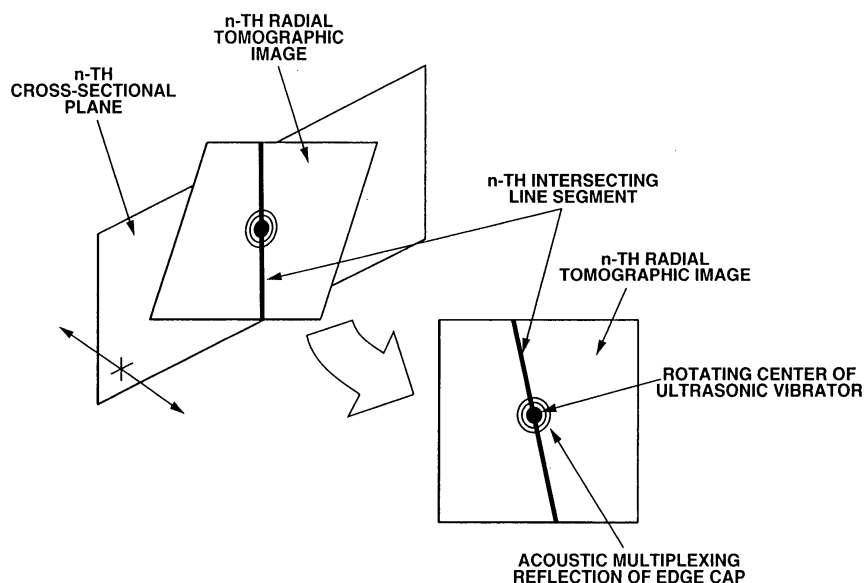 n-TH RADIAL
TOMOGRAPHIC
IMAGE
n-TH
CROSS-SECTIONAL
PLANE
n-TH INTERSECTING
LINE SEGMENT
n-TH RADIAL
TOMOGRAPHIC IMAGE
ROTATING CENTER OF
ULTRASONIC VIBRATOR
ACOUSTIC MULTIPLEXING
REFLECTION OF EDGE CAP